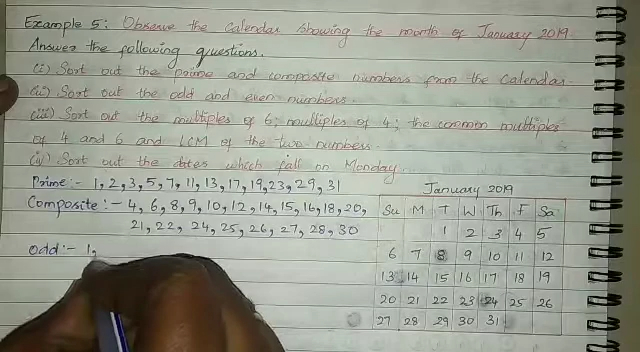 Example 5: Observe the Calendar showing the month of January 2019
Answer the following questions.
(i) Sort out the prime and composite numbers from the Calendar.
(ii) Sort out the odd and even numbers.
(iii) Sort out the multiples of 6; multiples of 4; the common multiples
of 4 and 6 and LCM of the two numbers.
(iv) Sort out the dates which fall on Monday.
Prime:- 1, 2, 3, 5, 7, 11, 13, 17, 19, 23, 29, 31
Composite:- 4, 6, 8, 9, 10, 12, 14, 15, 16, 18, 20,
21, 22, 24, 25, 26, 27, 28, 30
Odd:- 1,
January 2019
Su M T W Th F Sa
1 2 3 4 5
6 7 8 9 10 11 12
13 14 15 16 17 18 19
20 21 22 23 24 25 26
27 28 29 30 31